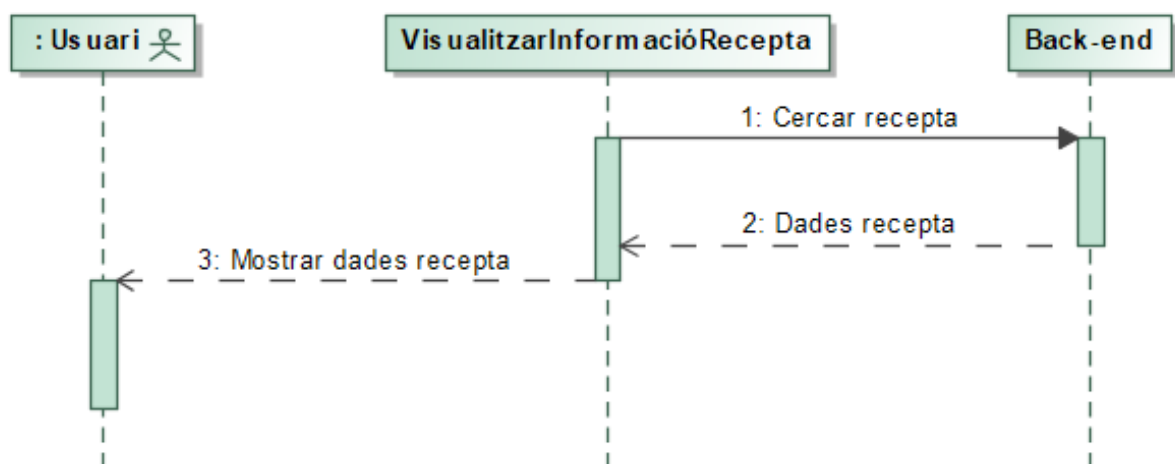 : Usuari
VisualitzarInformacióRecepta
Back-end
1: Cercar recepta
2: Dades recepta
3: Mostrar dades recepta